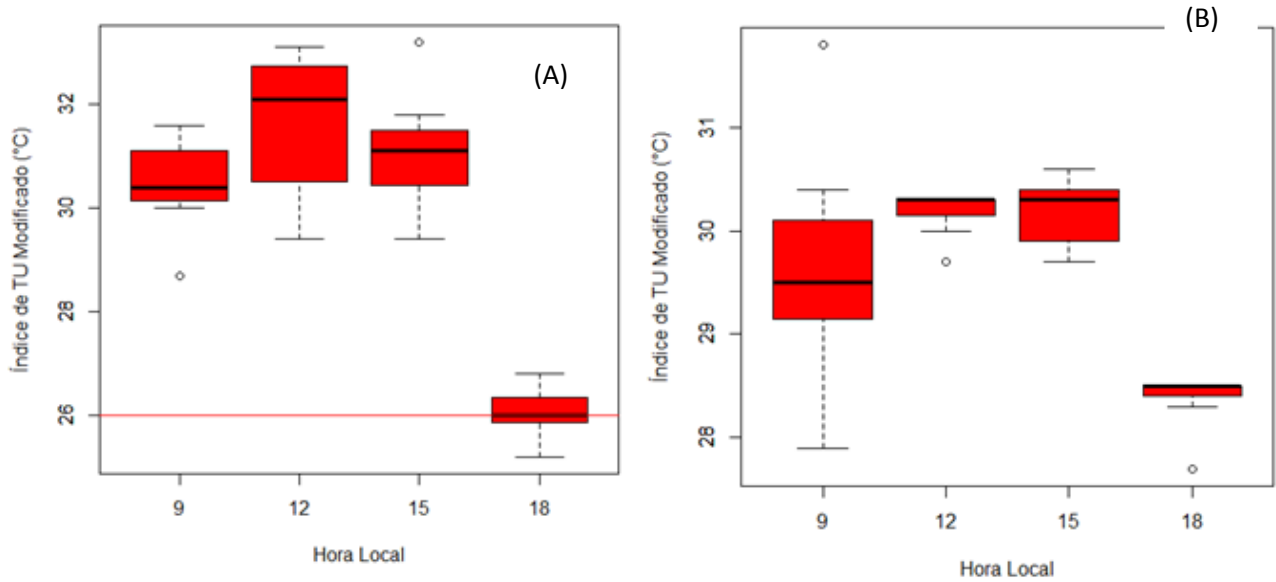 (A)
Índice de TU Modificado (°C)
32
30
28
26
9 12 15 18
Hora Local
(B)
Índice de TU Modificado (°C)
31
30
29
28
9 12 15 18
Hora Local